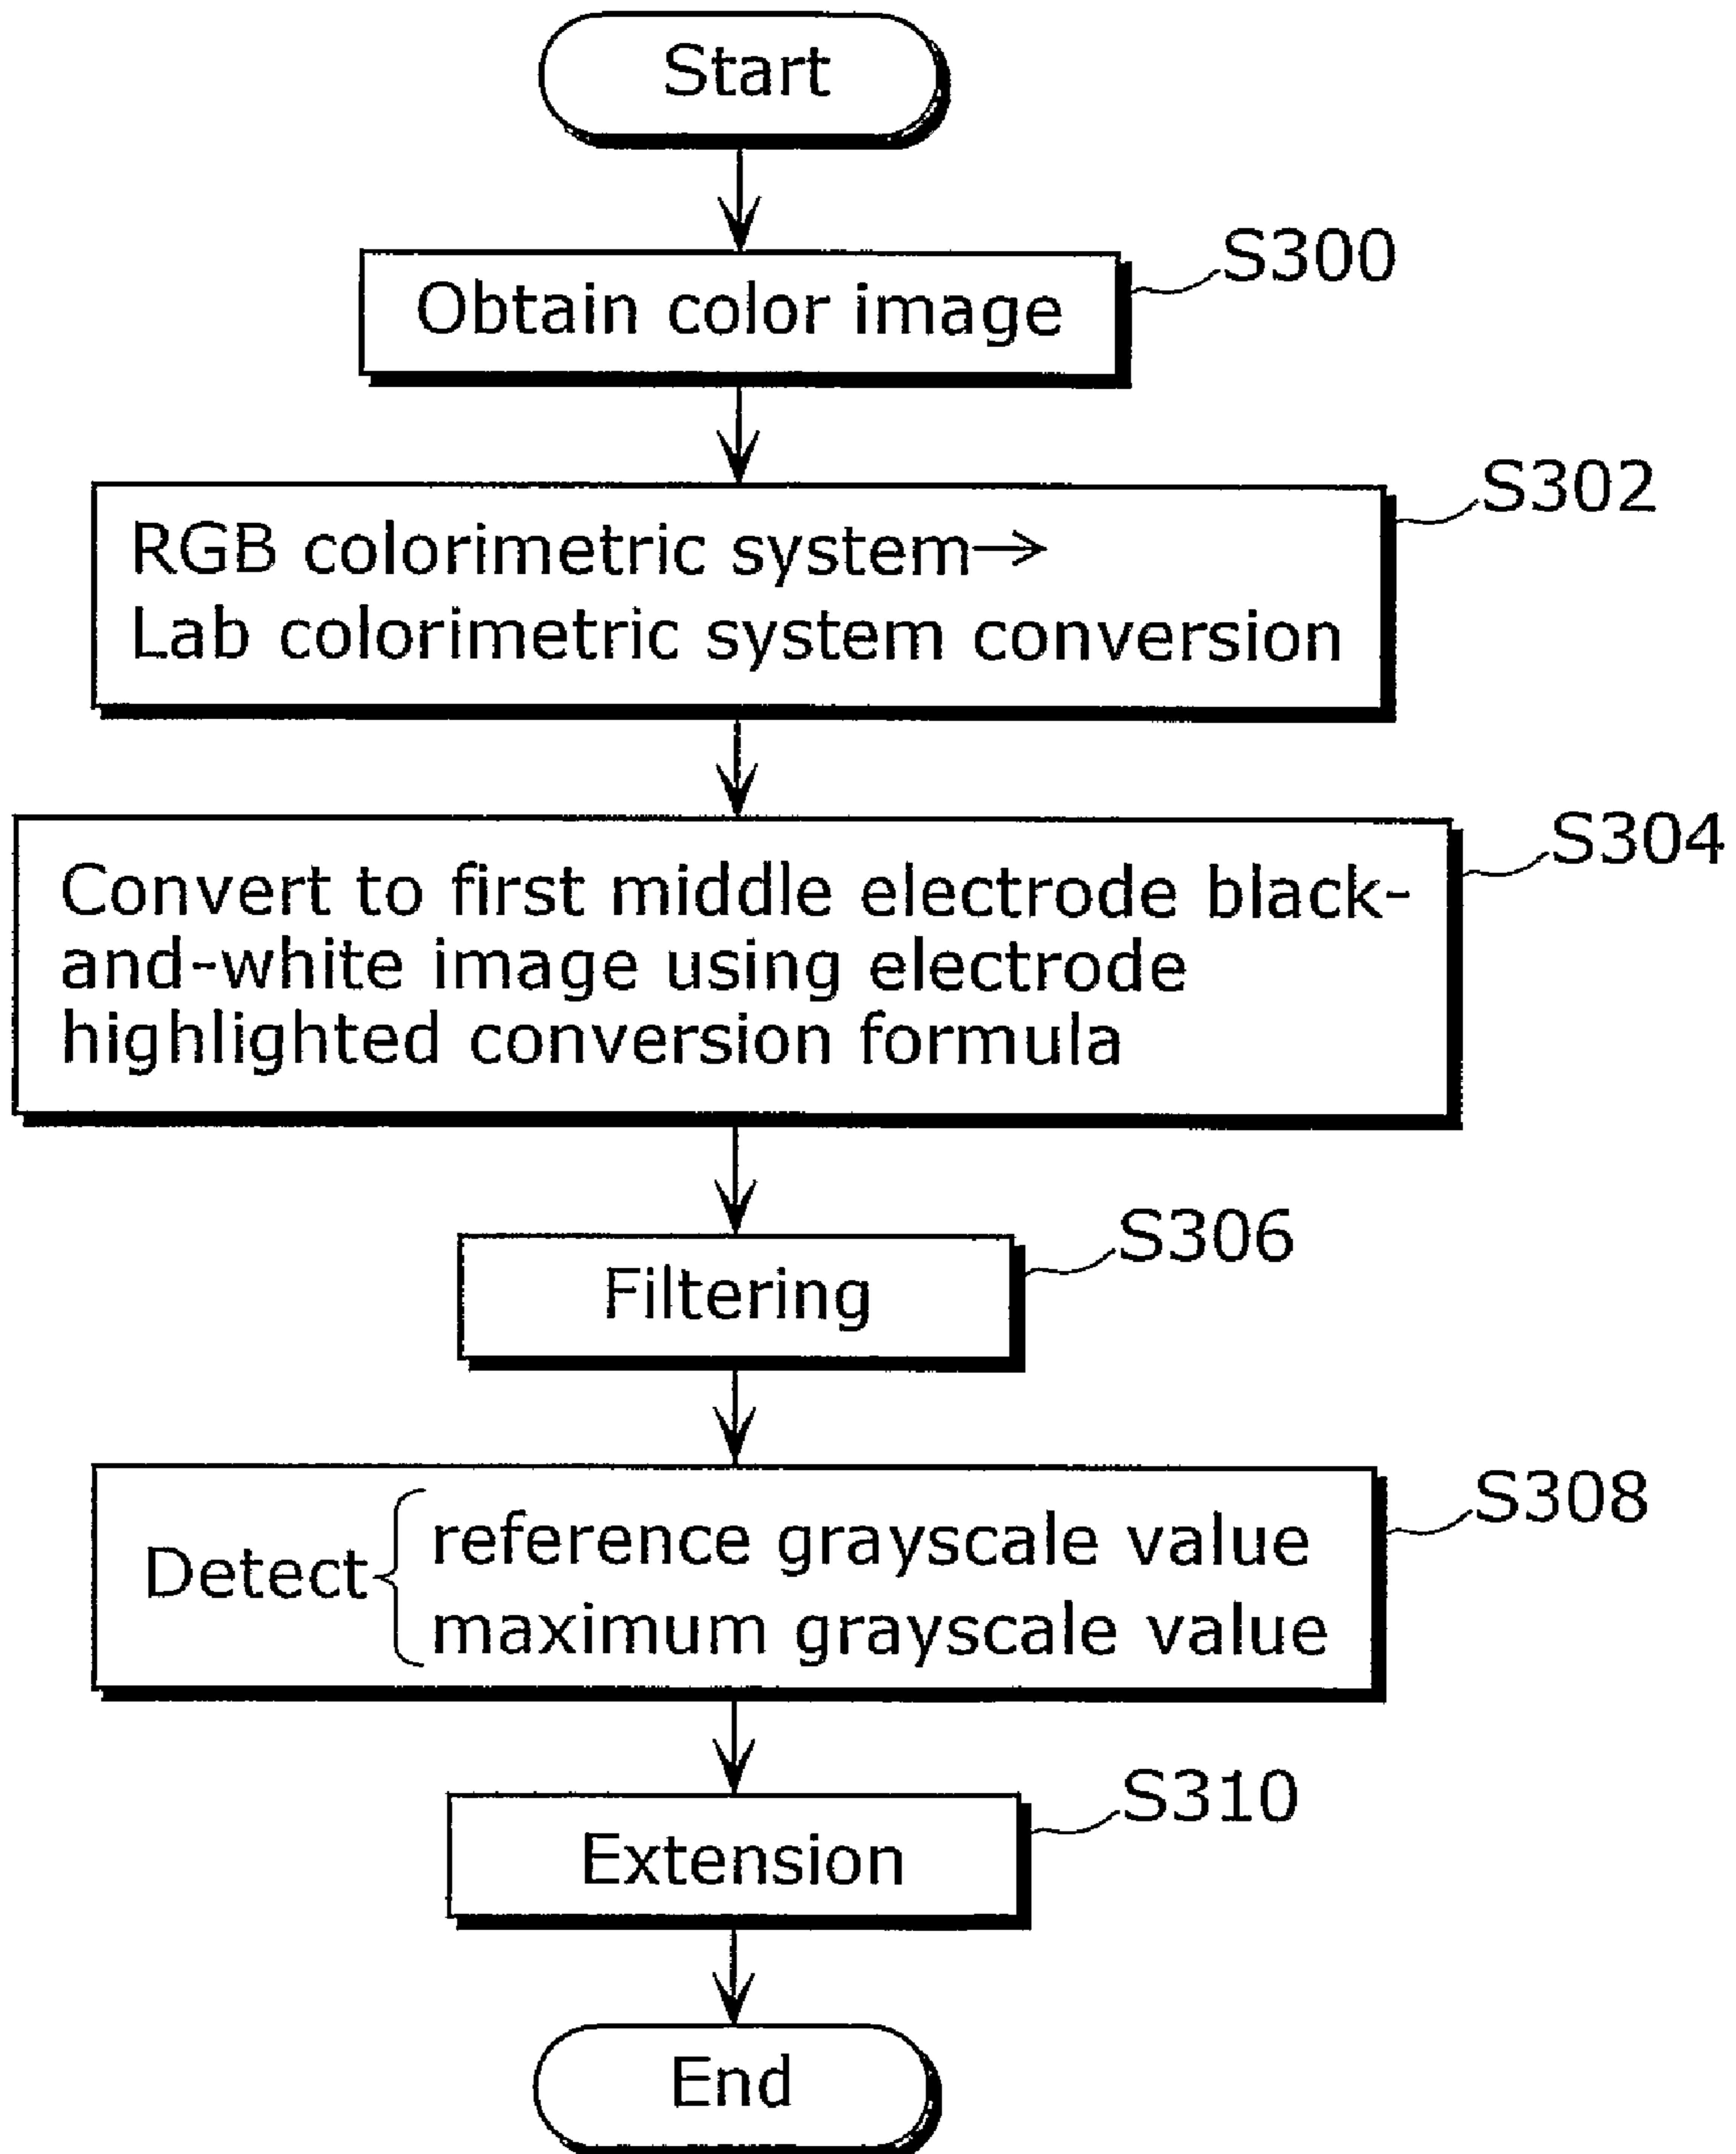 Start
S300
Obtain color image
S302
RGB colorimetric system→
Lab colorimetric system conversion
S304
Convert to first middle electrode black-
and-white image using electrode
highlighted conversion formula
S306
Filtering
S308
Detect { reference grayscale value
maximum grayscale value
S310
Extension
End